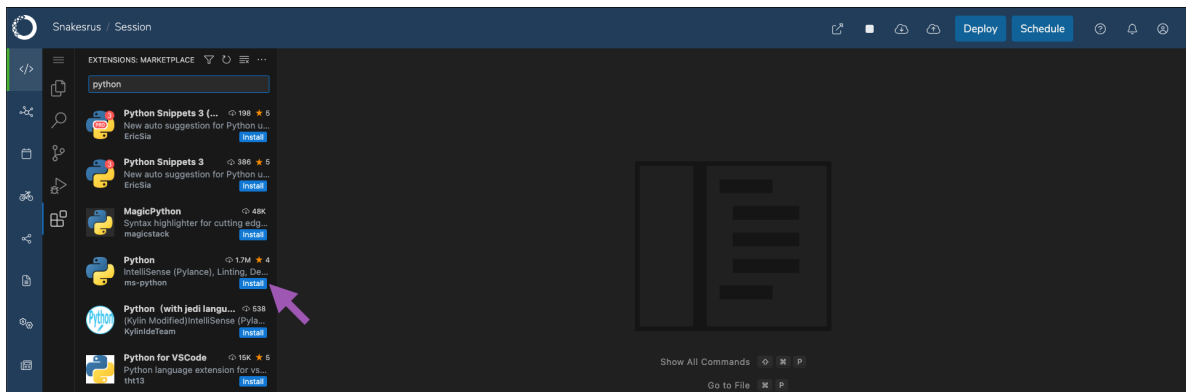 Snakesrus / Session
Deploy
Schedule
EXTENSIONS: MARKETPLACE
python
Python Snippets 3 (... 198 ★ 5
New auto suggestion for Python u...
EricSia Install
Python Snippets 3 386 ★ 5
New auto suggestion for Python u...
EricSia Install
MagicPython 48K
Syntax highlighter for cutting edg...
magicstack Install
Python 1.7M ★ 4
IntelliSense (Pylance), Linting, De...
ms-python Install
Python (with jedi langu... 538
(Kylin Modified)IntelliSense (Pyla...
KylinIdeTeam Install
Python for VSCode 15K ★ 5
Python language extension for vs...
tht13 Install
Show All Commands ⇧ ⌘ P
Go to File ⌘ P